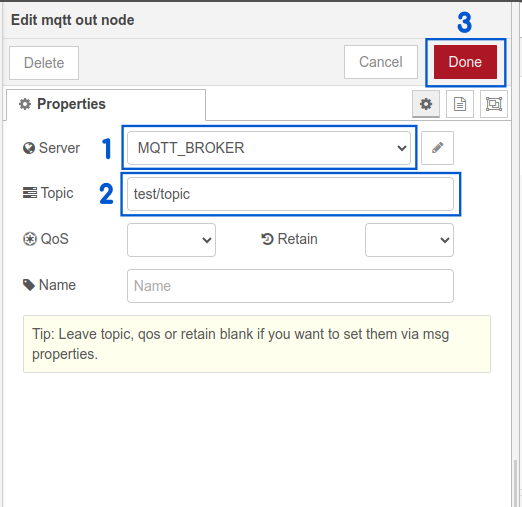 Edit mqtt out node
3
Delete
Cancel
Done
Properties
Server
1
MQTT_BROKER
Topic
2
test/topic
QoS
Retain
Name
Name
Tip: Leave topic, qos or retain blank if you want to set them via msg
properties.